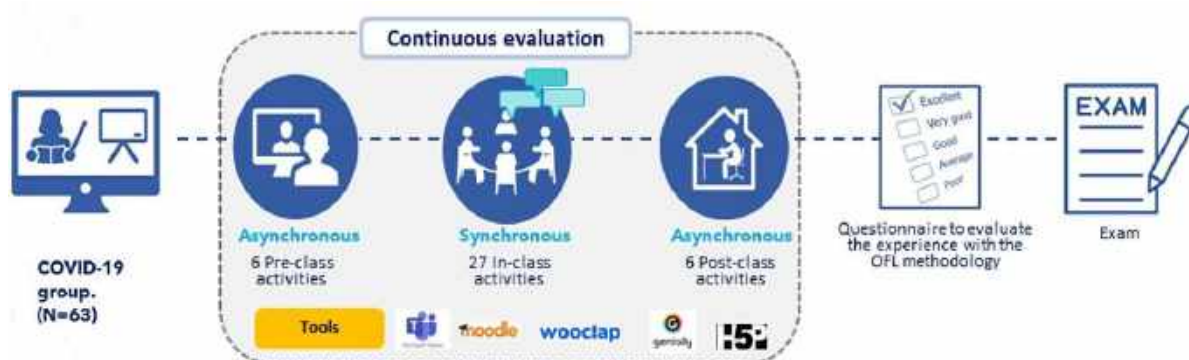 Continuous evaluation
Excellent
Very good
Good
Average
Poor
EXAM
Asynchronous
6 Pre-class
activities
Synchronous
27 In-class
activities
Asynchronous
6 Post-class
activities
Questionnaire to evaluate
the experience with the
OFL methodology
Exam
COVID-19
group.
(N=63)
Tools
moodle
wooclap
genially
H5P